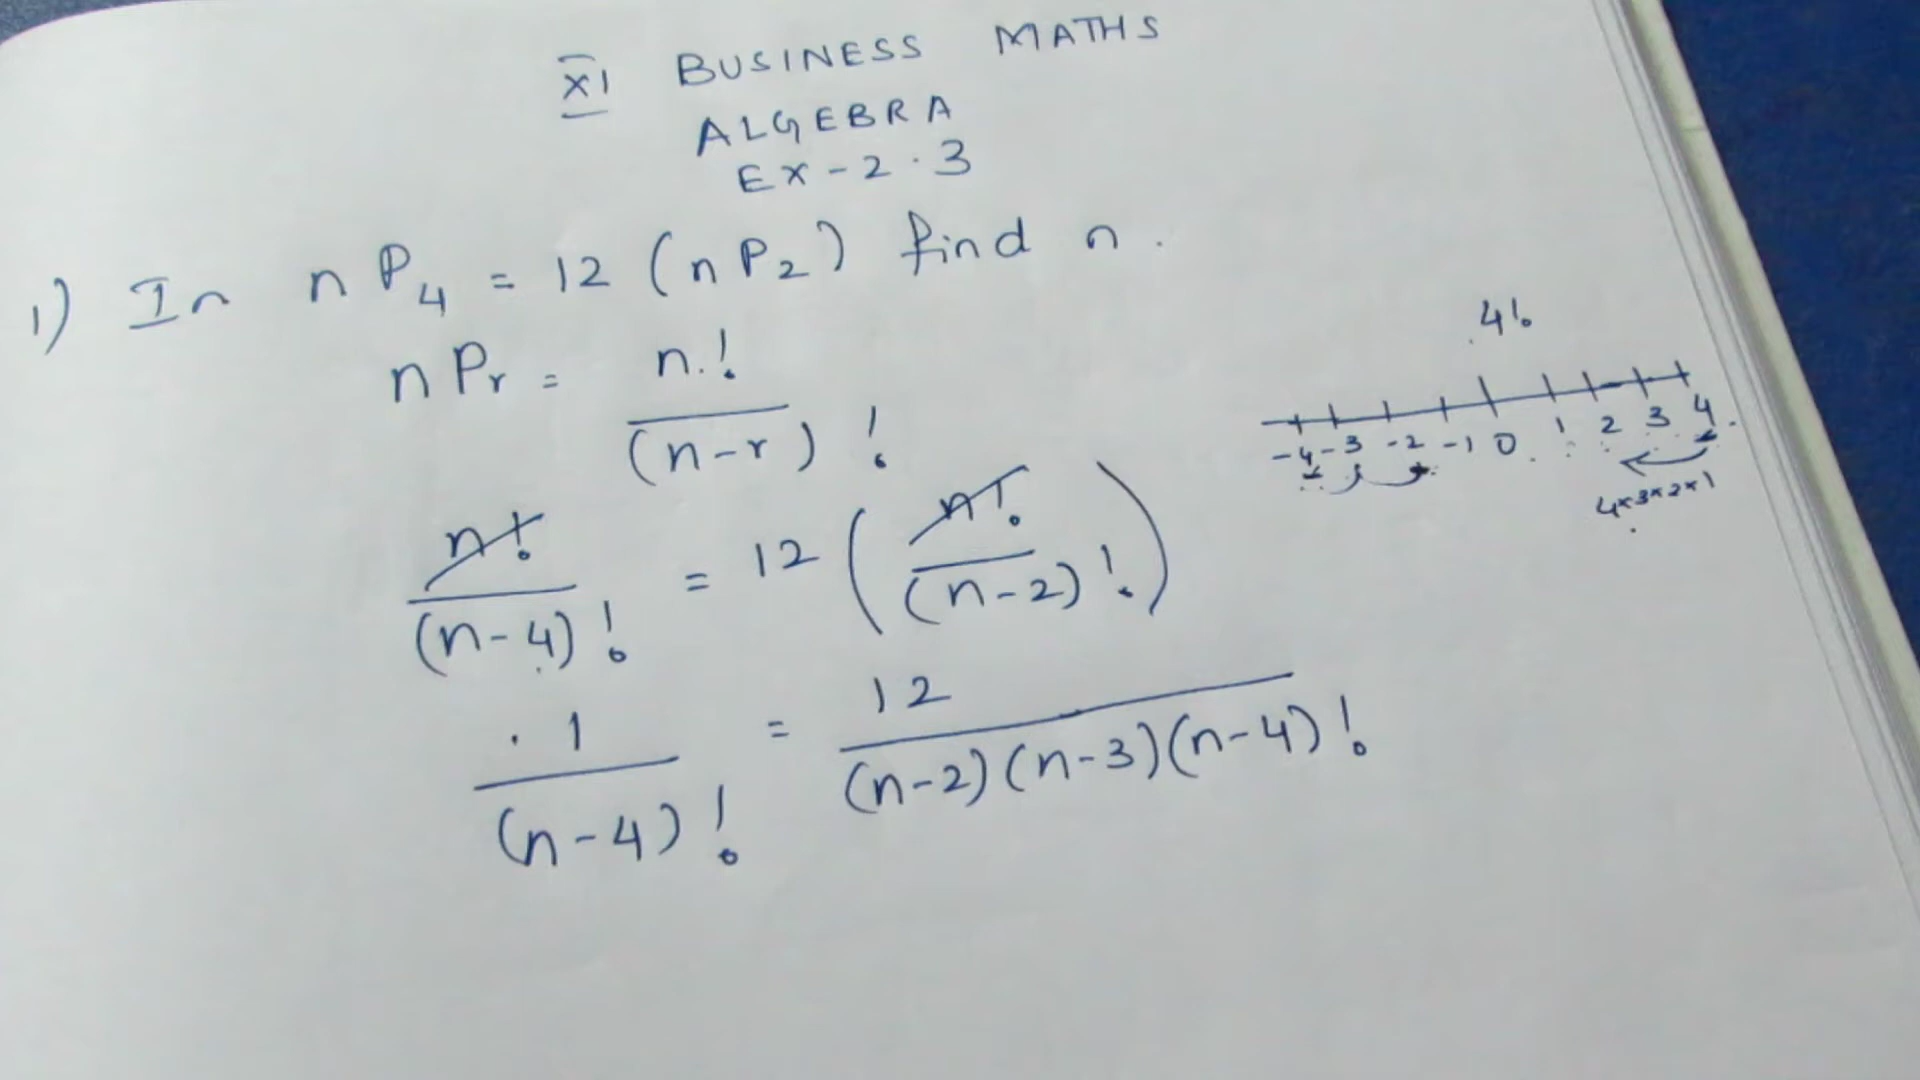 XI BUSINESS MATHS
ALGEBRA
EX - 2.3
1) In nP4 = 12 (nP2) find n.
nPr = n!
(n-r)!
4!
-4 -3 -2 -1 0 1 2 3 4
4×3×2×1
n! = 12 ( n! )
(n-4)! (n-2)!
1 = 12
(n-4)! (n-2)(n-3)(n-4)!